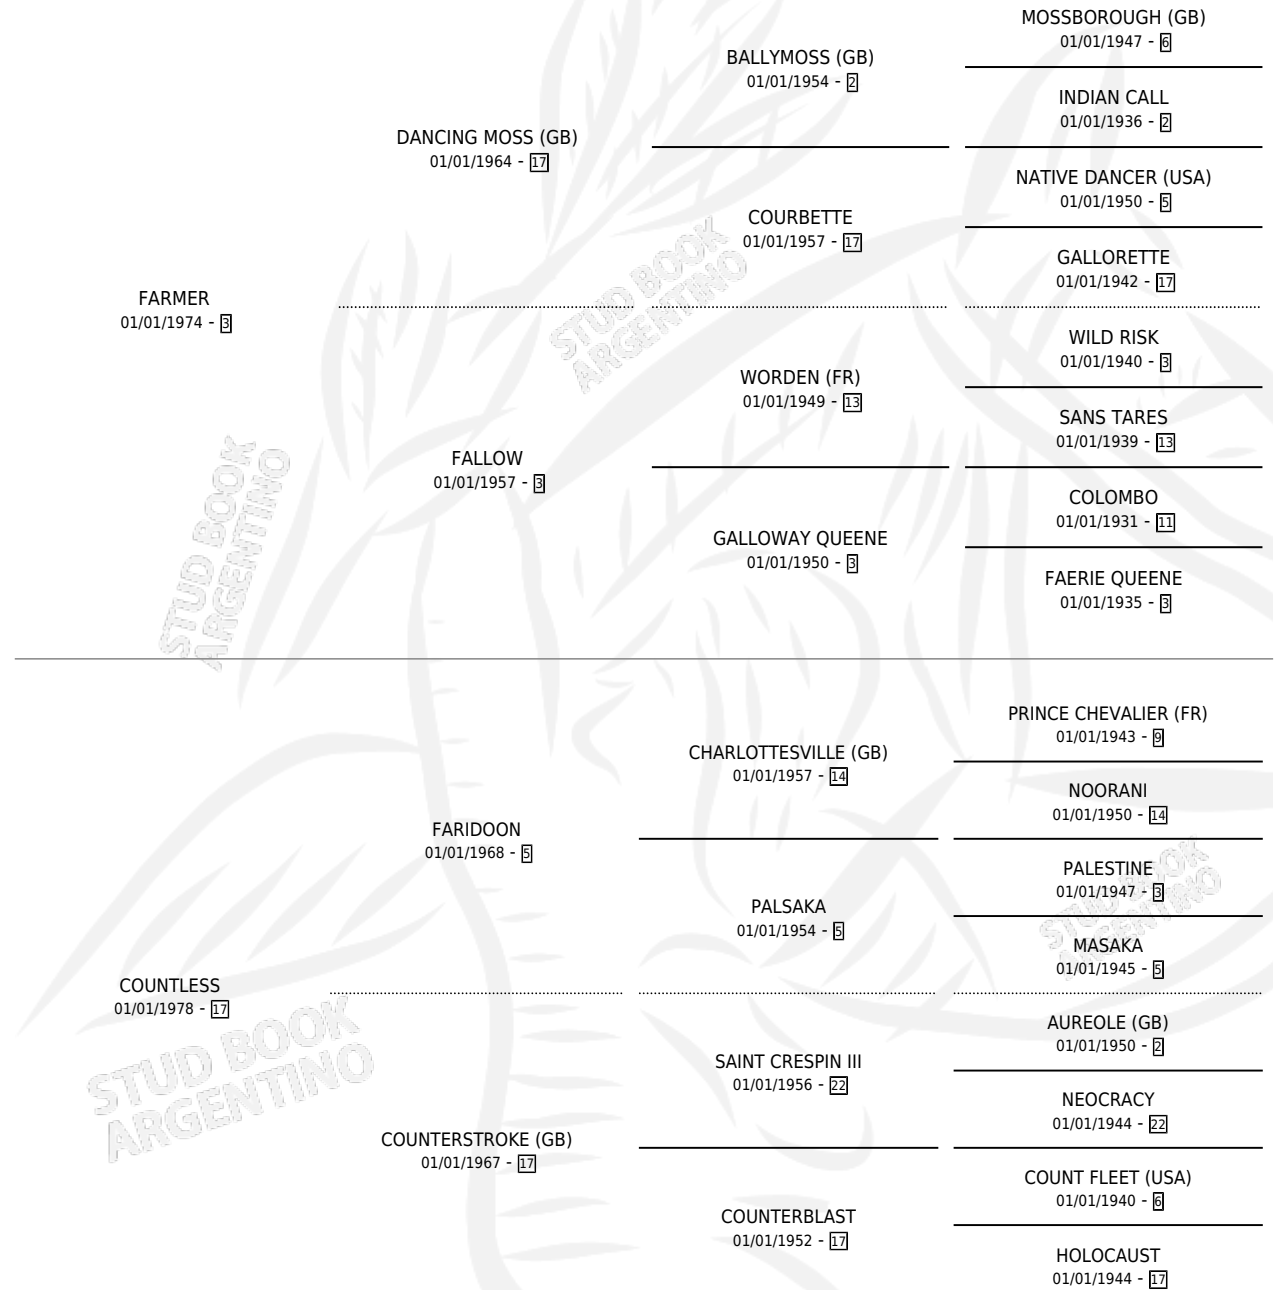 MOSSBOROUGH (GB)
01/01/1947 - 6
BALLYMOSS (GB)
01/01/1954 - 2
INDIAN CALL
01/01/1936 - 2
DANCING MOSS (GB)
01/01/1964 - 17
NATIVE DANCER (USA)
01/01/1950 - 5
COURBETTE
01/01/1957 - 17
GALLORETTE
01/01/1942 - 17
FARMER
01/01/1974 - 3
WILD RISK
01/01/1940 - 3
WORDEN (FR)
01/01/1949 - 13
SANS TARES
01/01/1939 - 13
FALLOW
01/01/1957 - 3
COLOMBO
01/01/1931 - 11
GALLOWAY QUEENE
01/01/1950 - 3
FAERIE QUEENE
01/01/1935 - 3
PRINCE CHEVALIER (FR)
01/01/1943 - 9
CHARLOTTESVILLE (GB)
01/01/1957 - 14
NOORANI
01/01/1950 - 14
FARIDOON
01/01/1968 - 5
PALESTINE
01/01/1947 - 3
PALSAKA
01/01/1954 - 5
MASAKA
01/01/1945 - 5
COUNTLESS
01/01/1978 - 17
AUREOLE (GB)
01/01/1950 - 2
SAINT CRESPIN III
01/01/1956 - 22
NEOCRACY
01/01/1944 - 22
COUNTERSTROKE (GB)
01/01/1967 - 17
COUNT FLEET (USA)
01/01/1940 - 6
COUNTERBLAST
01/01/1952 - 17
HOLOCAUST
01/01/1944 - 17
STUD BOOK
ARGENTINO
STUD BOOK
ARGENTINO
STUD BOOK
ARGENTINO
STUD BOOK
ARGENTINO